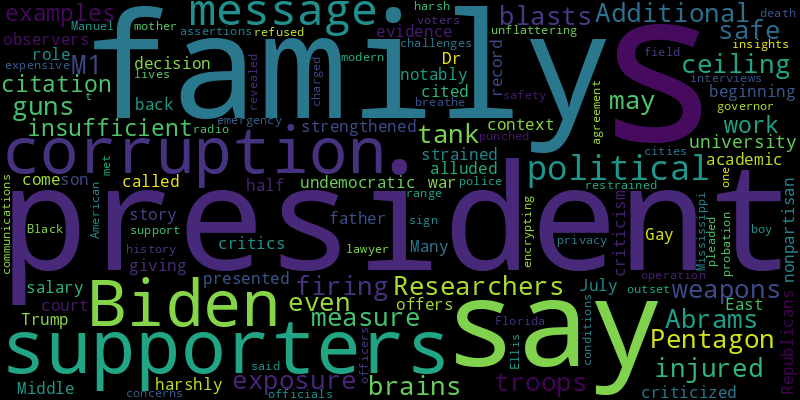 examples
message
harsh
voters
blasts
Additional
death
observers
Manuel
mother
assertions
refused
evidence
unflattering
safe
role
family
S
challenges
insights
expensive
decision
M1
revealed
charged
modern
notably
Dr
record
field
ceiling
citation
lives
cited
interviews
guns
t
back
breathe
agreement
may
beginning
governor
insufficient
radio
emergency
strengthened
safety
context
work
university
corruption.
tank
punched
cities
academic
met
strained
political
one
communications
come
son
called
half
undemocratic
war
alluded
police
restrained
nonpartisan
president
American
story
father
range
Many
sign
encrypting
criticism
Gay
Mississippi
pleaded
probation
boy
Black
support
history
critics
lawyer
privacy
giving
presented
firing
Researchers
July
operation
weapons
salary
Biden
even
offers
conditions
outset
East
Republicans
court
Trump
measure
say
Florida
Abrams
supporters
officers
Ellis
Pentagon
said
brains
injured
Middle
harshly
exposure
troops
concerns
officials
criticized